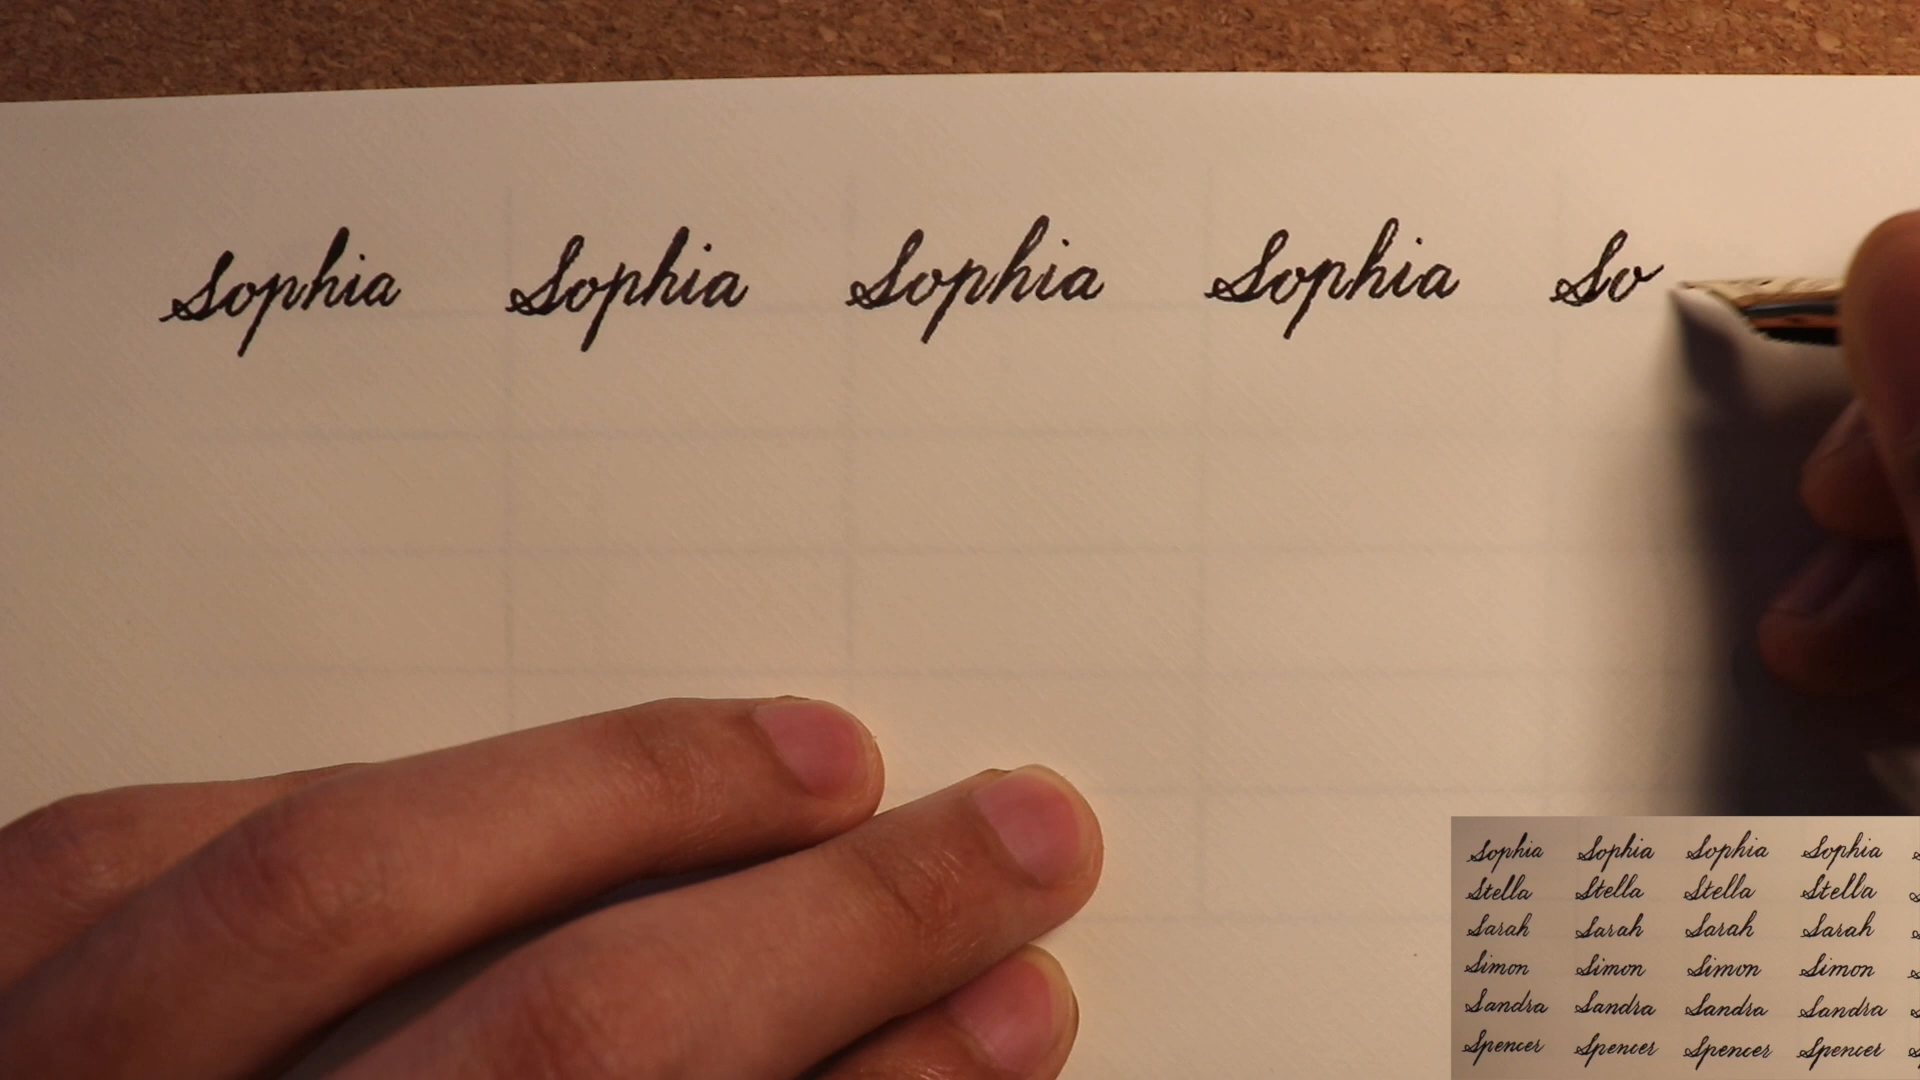 Sophia Sophia Sophia Sophia So
Sophia Sophia Sophia Sophia
Stella Stella Stella Stella
Sarah Sarah Sarah Sarah
Simon Simon Simon Simon
Sandra Sandra Sandra Sandra
Spencer Spencer Spencer Spencer